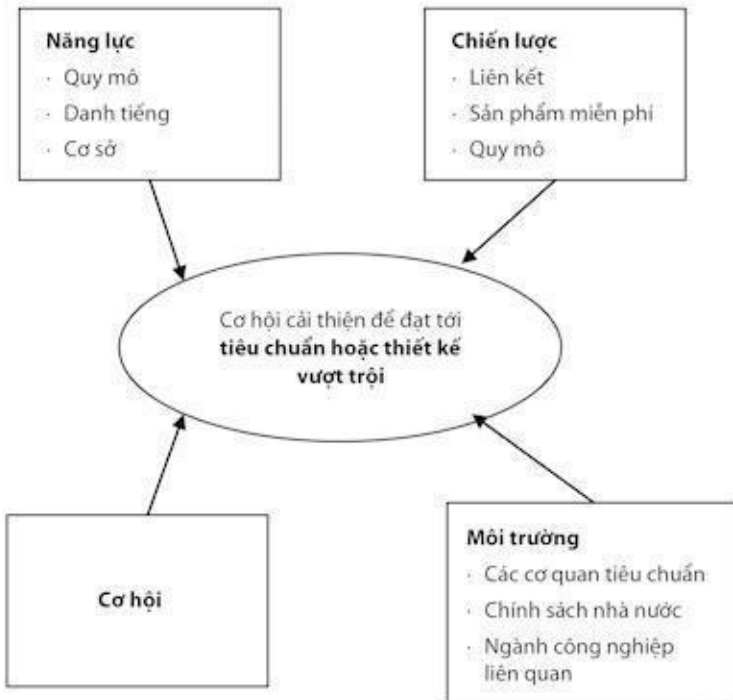 Năng lực
· Quy mô
· Danh tiếng
· Cơ sở
Chiến lược
· Liên kết
· Sản phẩm miễn phí
· Quy mô
Cơ hội cải thiện để đạt tới
tiêu chuẩn hoặc thiết kế
vượt trội
Cơ hội
Môi trường
· Các cơ quan tiêu chuẩn
· Chính sách nhà nước
· Ngành công nghiệp
liên quan